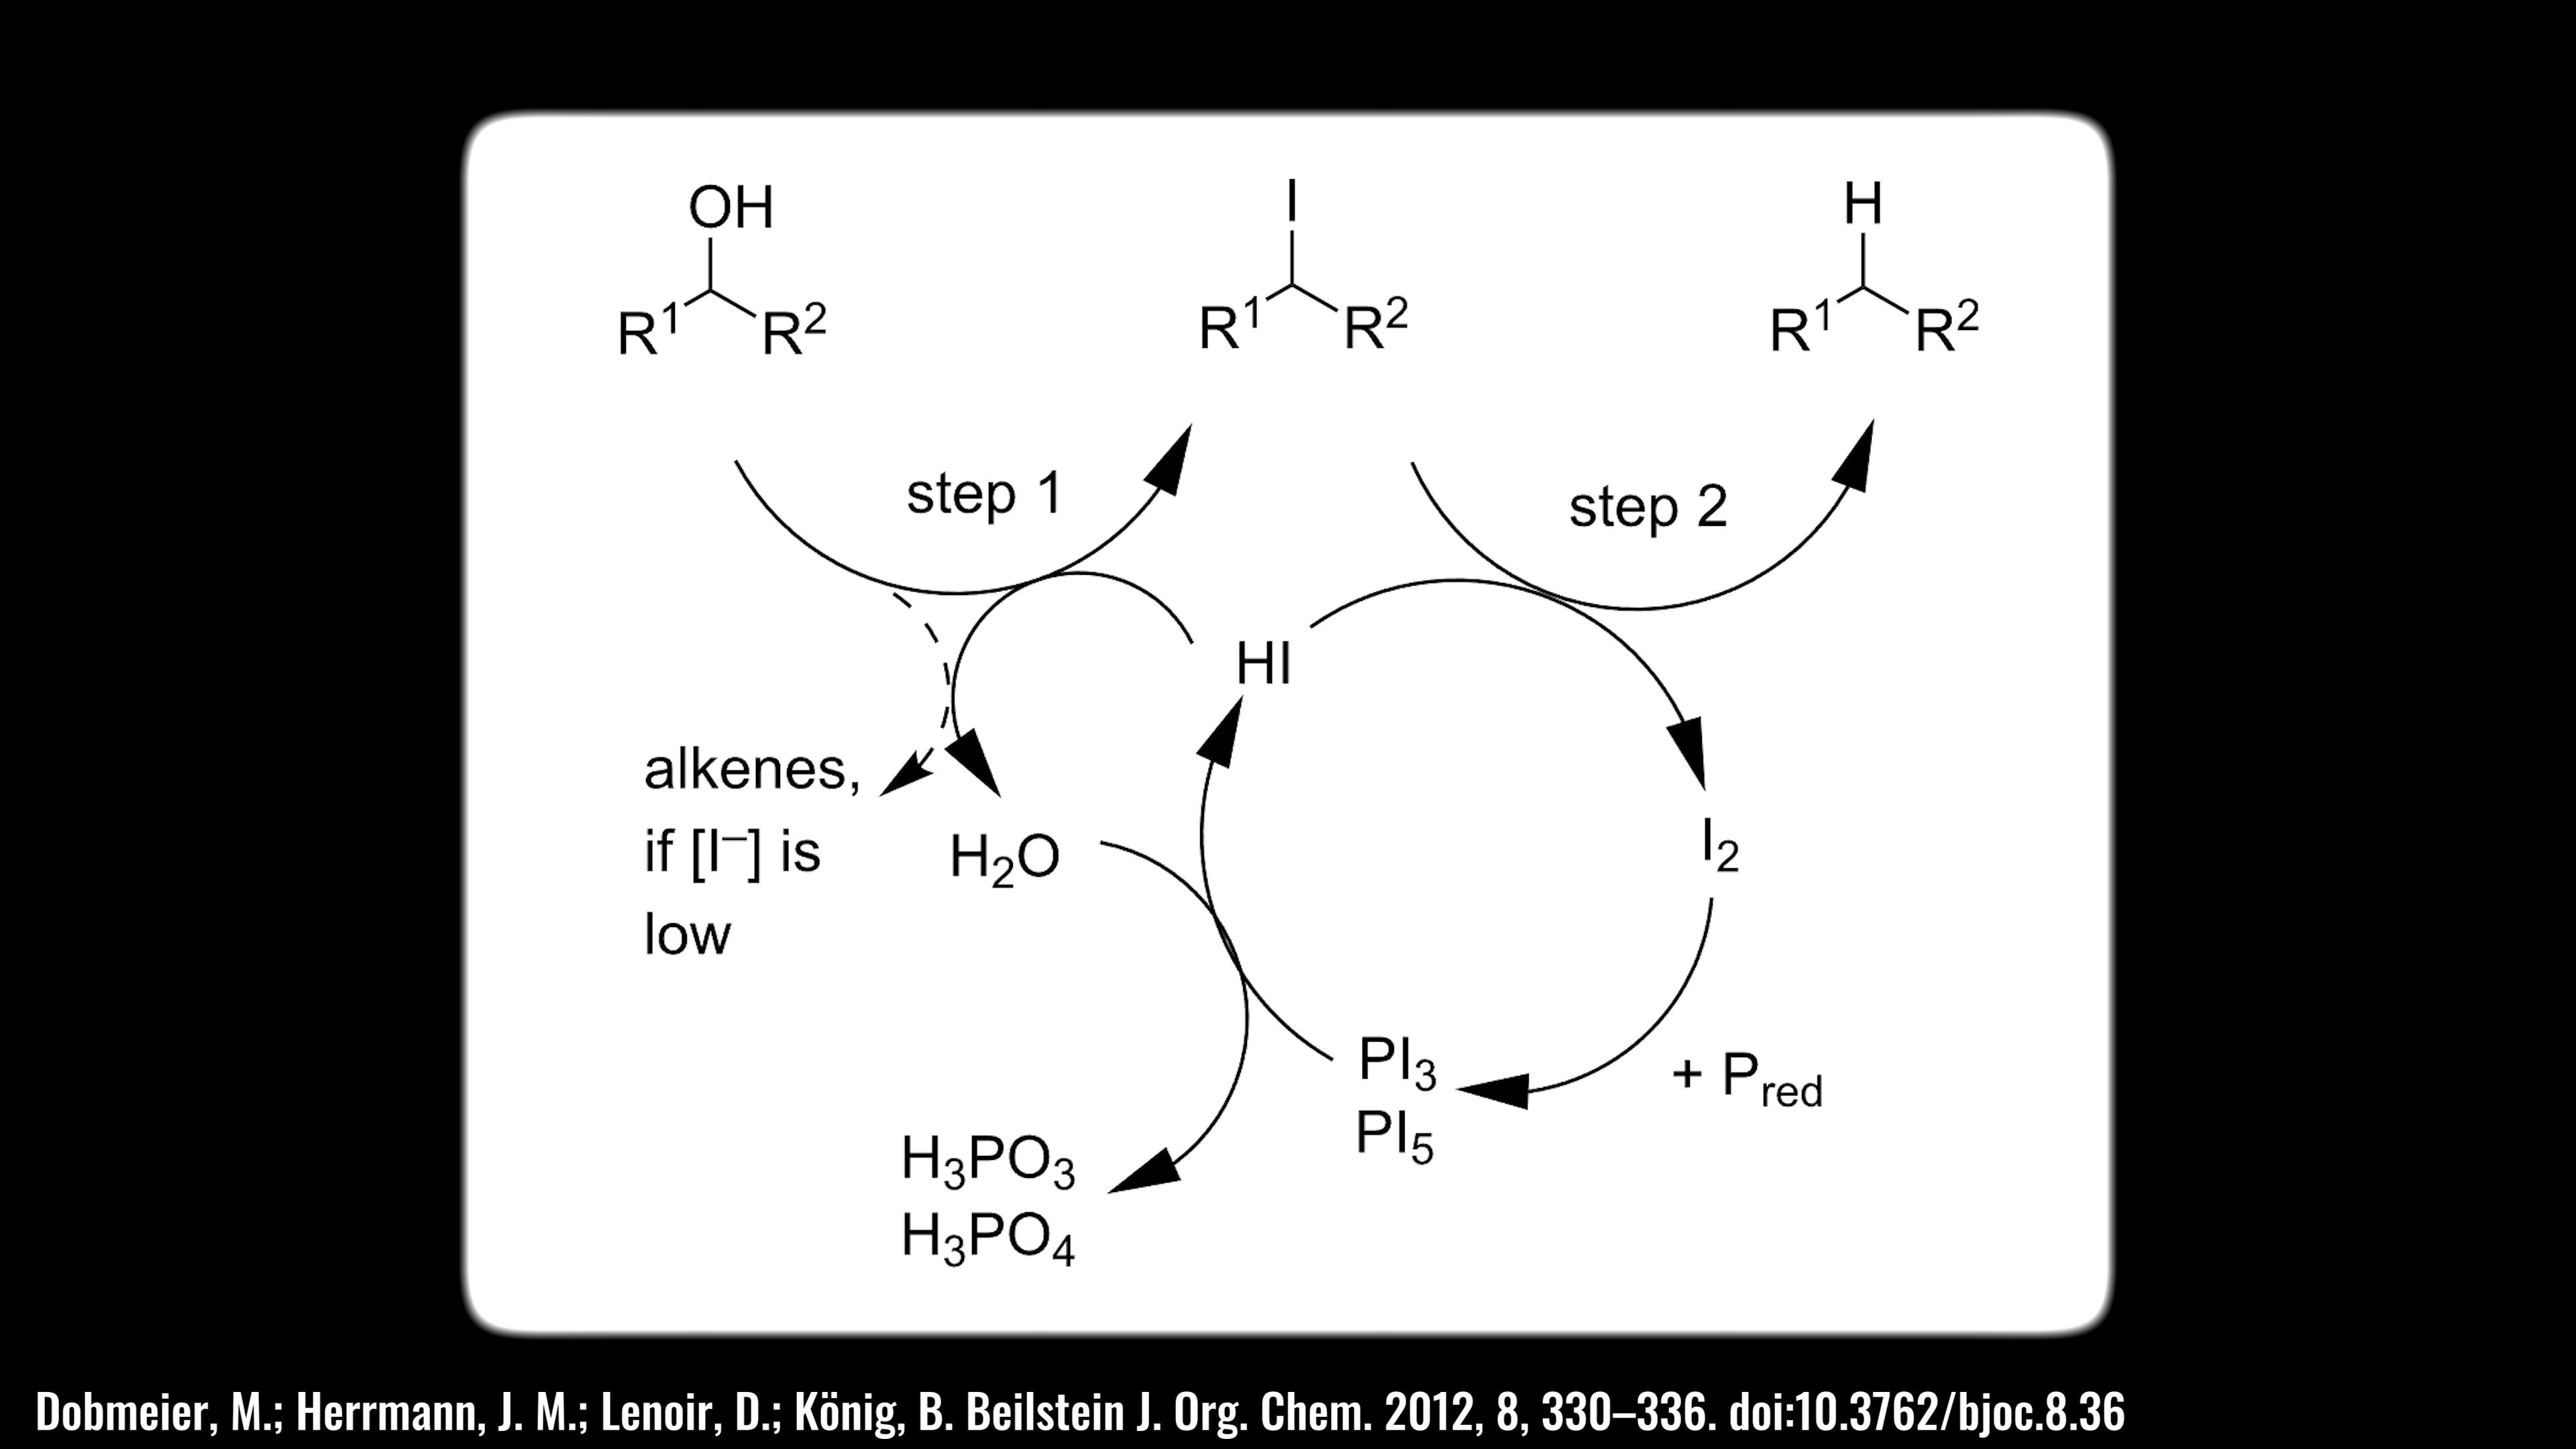 OH
R1 R2
I
R1 R2
H
R1 R2
step 1
step 2
HI
alkenes,
if [I–] is
low
H2O
I2
PI3
PI5
+ Pred
H3PO3
H3PO4
Dobmeier, M.; Herrmann, J. M.; Lenoir, D.; König, B. Beilstein J. Org. Chem. 2012, 8, 330–336. doi:10.3762/bjoc.8.36